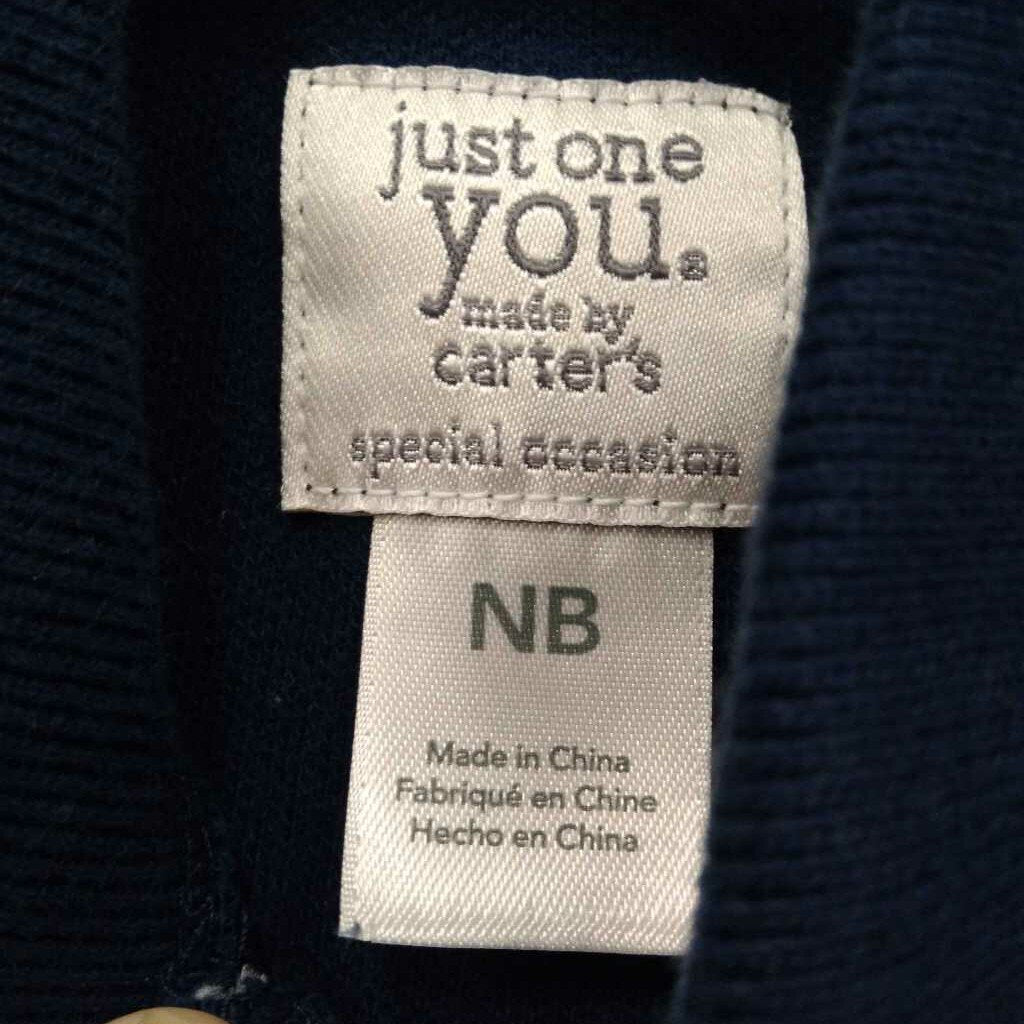 just one
you.
made by
carter's
special occasion
NB
Made in China
Fabriqué en Chine
Hecho en China